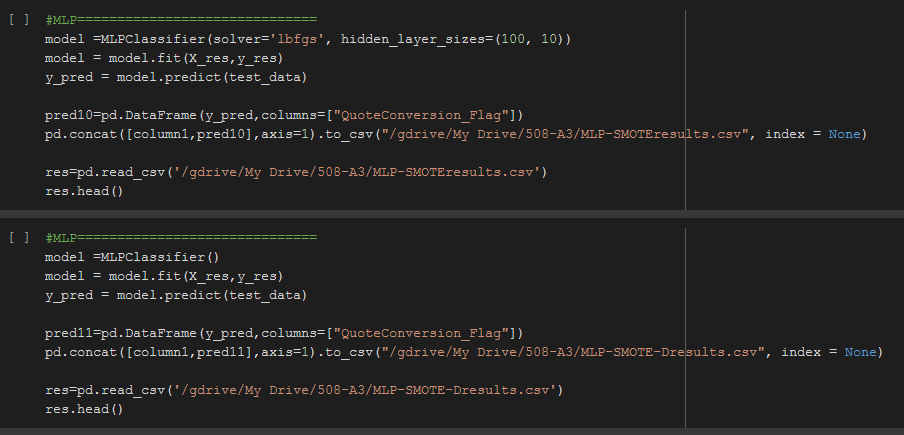 [ ] #MLP==============================
model =MLPClassifier(solver='lbfgs', hidden_layer_sizes=(100, 10))
model = model.fit(X_res,y_res)
y_pred = model.predict(test_data)
pred10=pd.DataFrame(y_pred,columns=["QuoteConversion_Flag"])
pd.concat([column1,pred10],axis=1).to_csv("/gdrive/My Drive/508-A3/MLP-SMOTEresults.csv", index = None)
res=pd.read_csv('/gdrive/My Drive/508-A3/MLP-SMOTEresults.csv')
res.head()
[ ] #MLP==============================
model =MLPClassifier()
model = model.fit(X_res,y_res)
y_pred = model.predict(test_data)
pred11=pd.DataFrame(y_pred,columns=["QuoteConversion_Flag"])
pd.concat([column1,pred11],axis=1).to_csv("/gdrive/My Drive/508-A3/MLP-SMOTE-Dresults.csv", index = None)
res=pd.read_csv('/gdrive/My Drive/508-A3/MLP-SMOTE-Dresults.csv')
res.head()